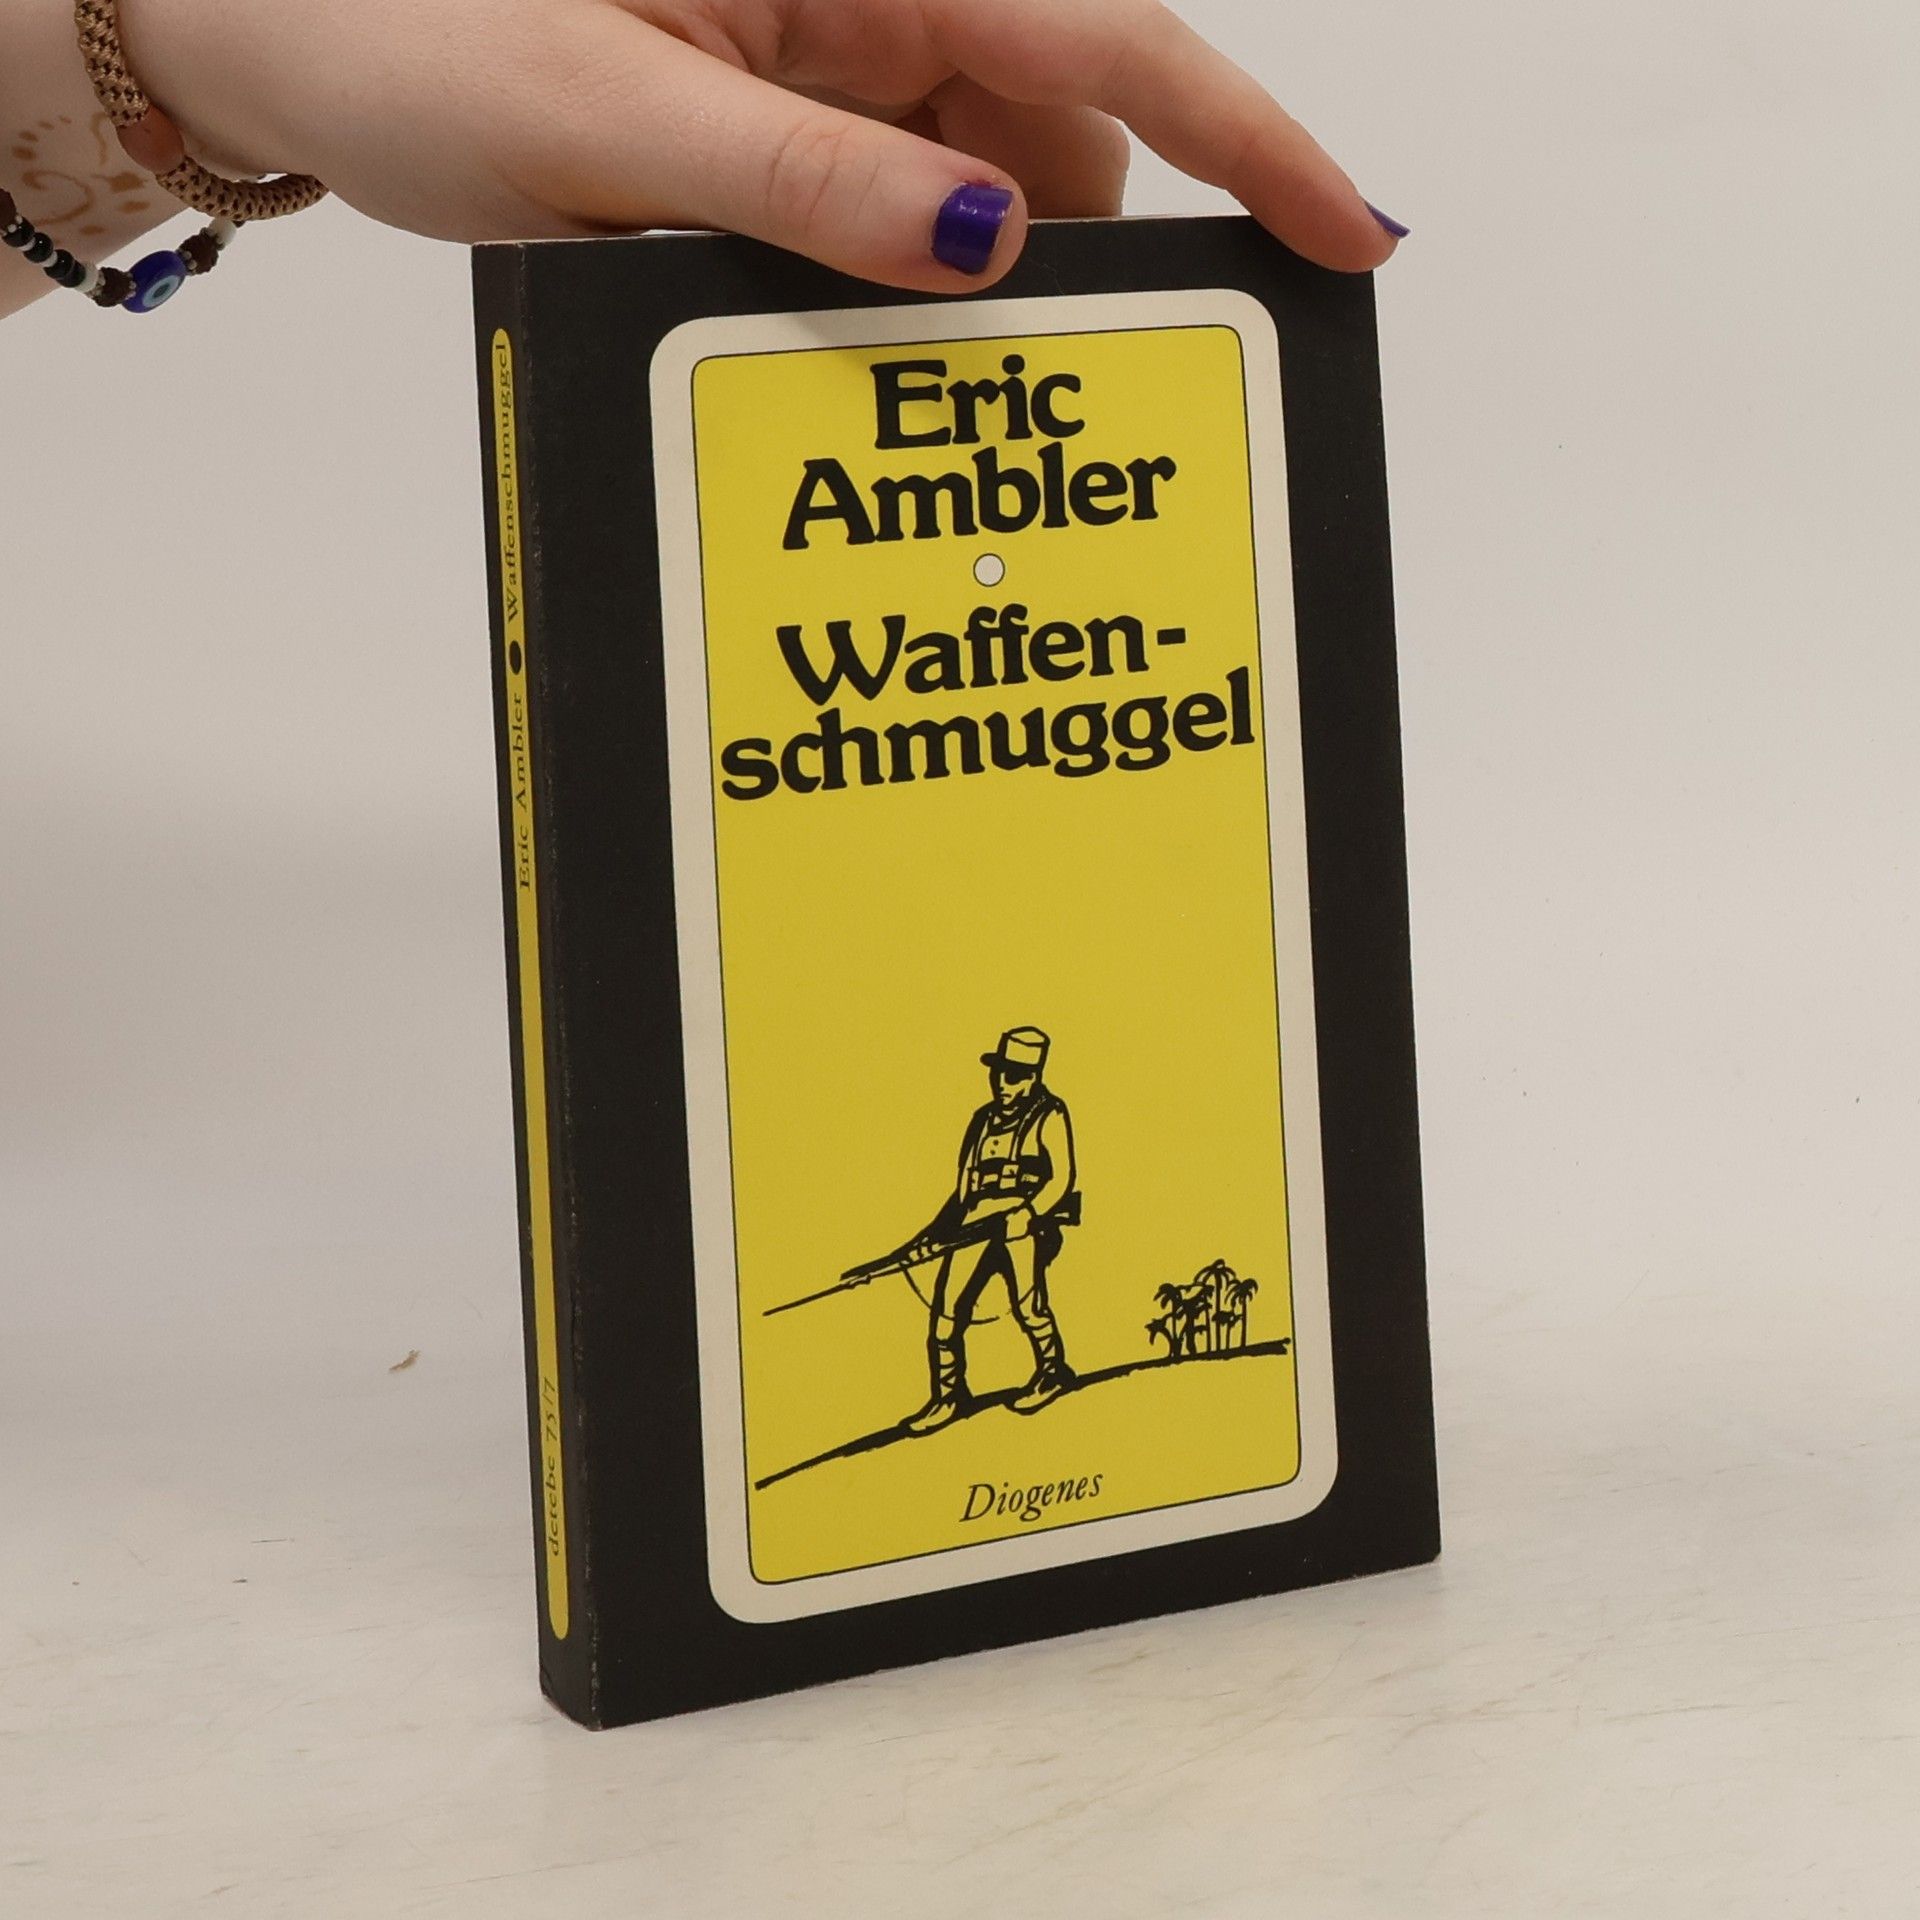 Eric
Ambler
Waffen-
schmuggel
Diogenes
Eric Ambler ● Waffenschmuggel
detebe 75/7